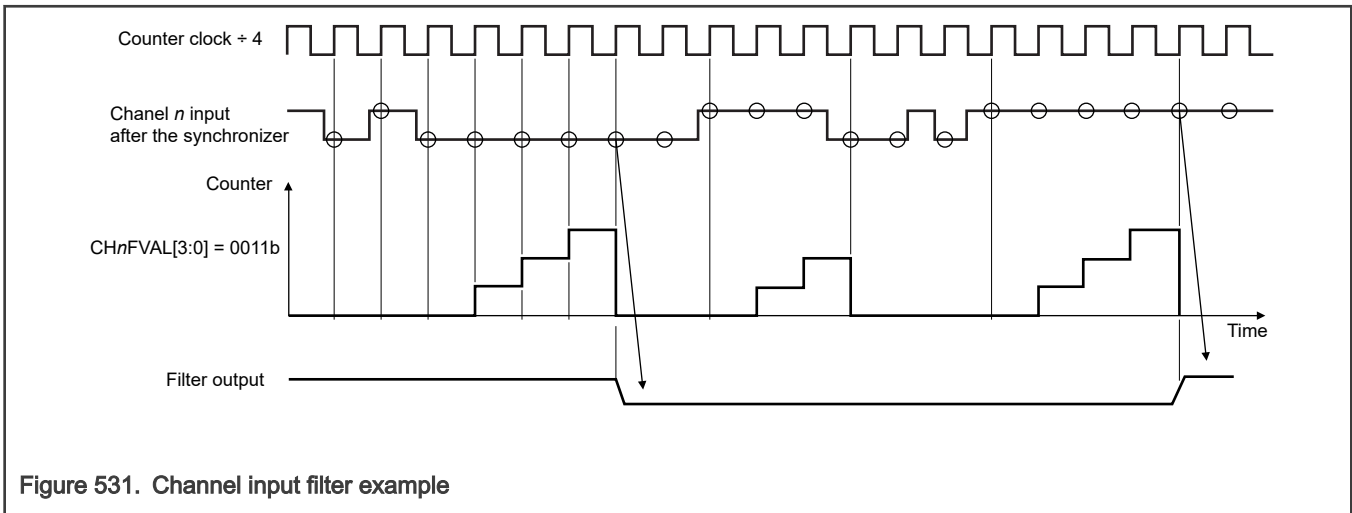 Counter clock ÷ 4
Chanel n input
after the synchronizer
Counter
CHnFVAL[3:0] = 0011b
Time
Filter output
Figure 531. Channel input filter example